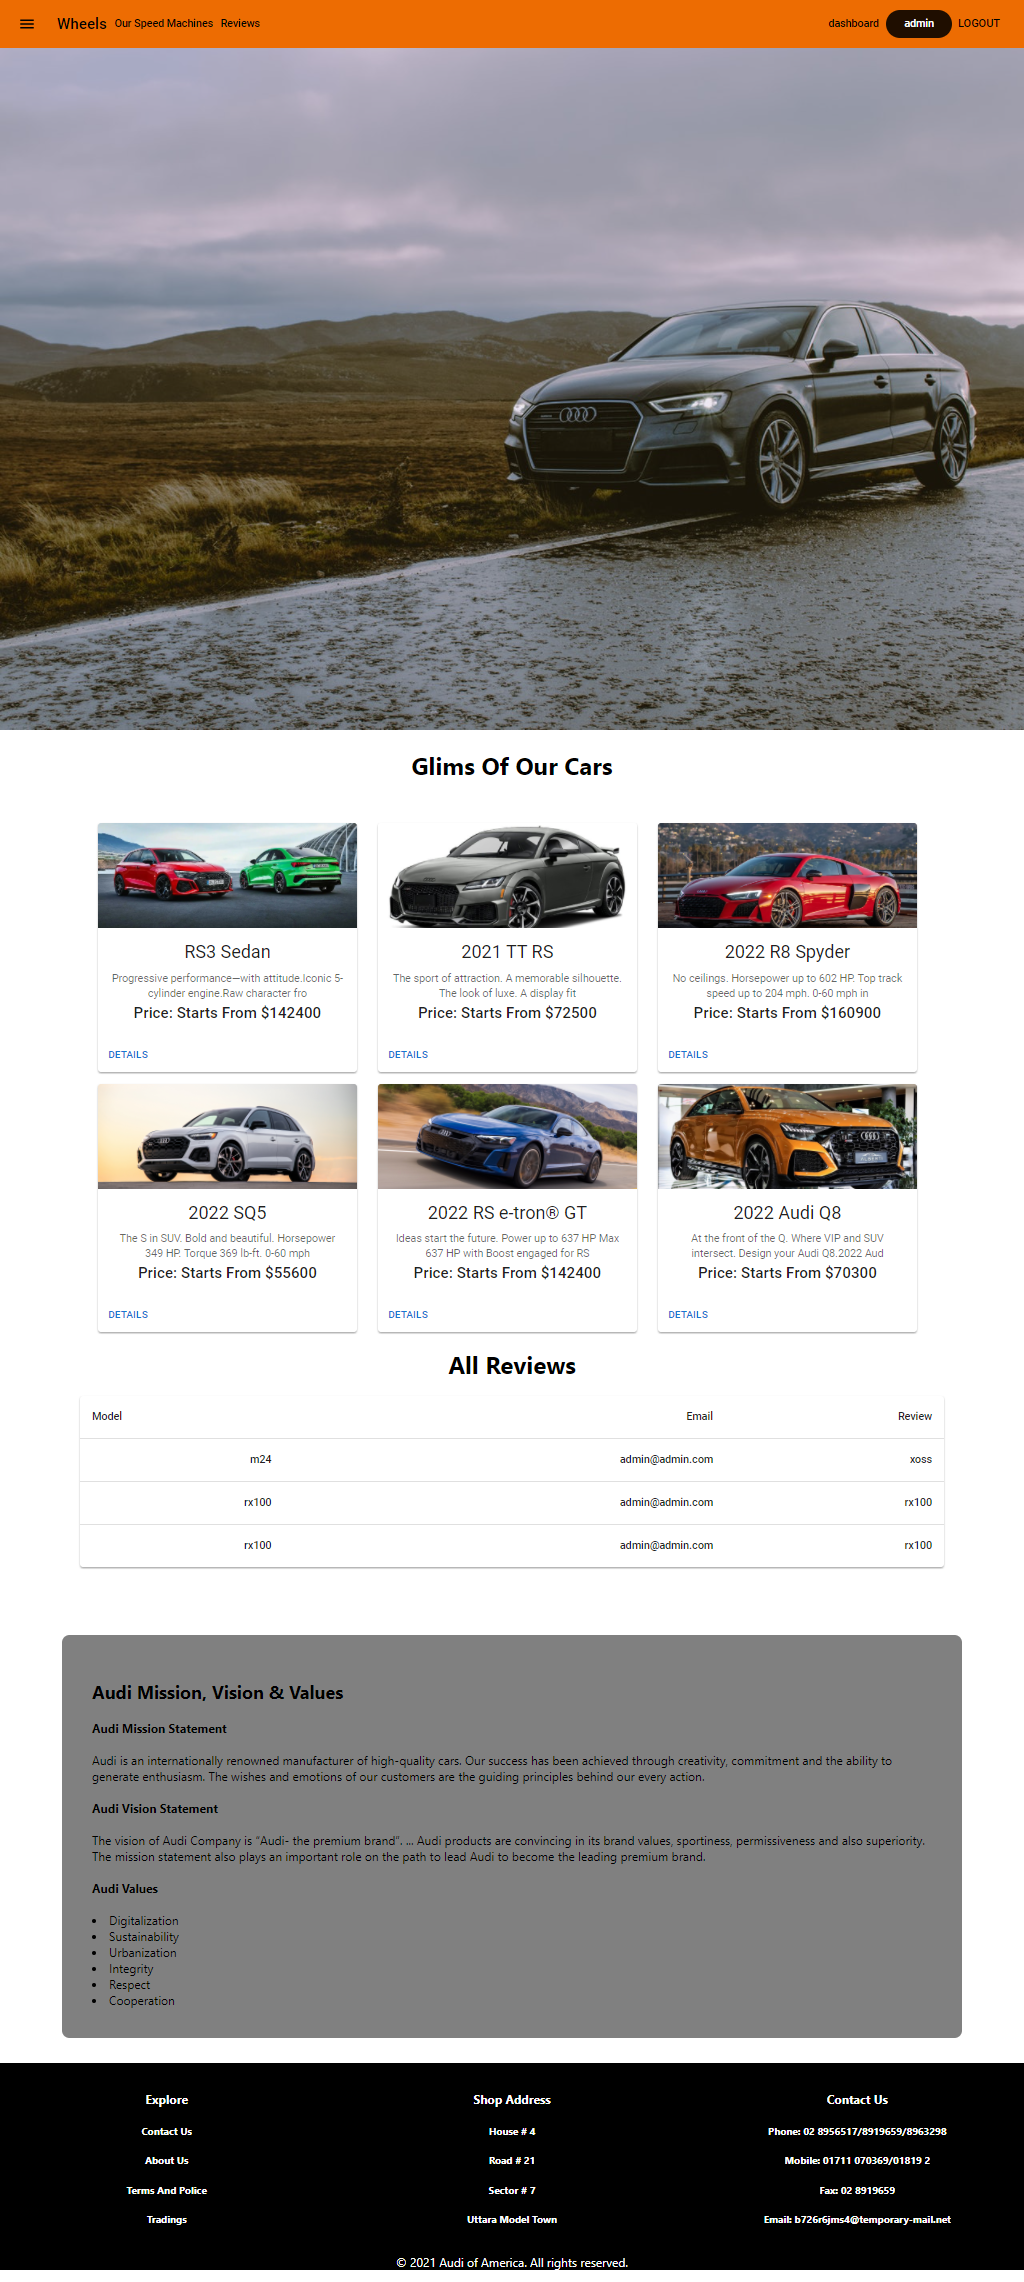 Wheels Our Speed Machines Reviews dashboard admin LOGOUT
Glims Of Our Cars
RS3 Sedan
Progressive performance—with attitude.Iconic 5-
cylinder engine.Raw character fro
Price: Starts From $142400
DETAILS
2021 TT RS
The sport of attraction. A memorable silhouette.
The look of luxe. A display fit
Price: Starts From $72500
DETAILS
2022 R8 Spyder
No ceilings. Horsepower up to 602 HP. Top track
speed up to 204 mph. 0-60 mph in
Price: Starts From $160900
DETAILS
2022 SQ5
The S in SUV. Bold and beautiful. Horsepower
349 HP. Torque 369 lb-ft. 0-60 mph
Price: Starts From $55600
DETAILS
2022 RS e-tron® GT
Ideas start the future. Power up to 637 HP Max
637 HP with Boost engaged for RS
Price: Starts From $142400
DETAILS
2022 Audi Q8
At the front of the Q. Where VIP and SUV
intersect. Design your Audi Q8.2022 Aud
Price: Starts From $70300
DETAILS
All Reviews
Model Email Review
m24 admin@admin.com xoss
rx100 admin@admin.com rx100
rx100 admin@admin.com rx100
Audi Mission, Vision & Values
Audi Mission Statement
Audi is an internationally renowned manufacturer of high-quality cars. Our success has been achieved through creativity, commitment and the ability to
generate enthusiasm. The wishes and emotions of our customers are the guiding principles behind our every action.
Audi Vision Statement
The vision of Audi Company is “Audi- the premium brand”. ... Audi products are convincing in its brand values, sportiness, permissiveness and also superiority.
The mission statement also plays an important role on the path to lead Audi to become the leading premium brand.
Audi Values
• Digitalization
• Sustainability
• Urbanization
• Integrity
• Respect
• Cooperation
Explore
Contact Us
About Us
Terms And Police
Tradings
Shop Address
House # 4
Road # 21
Sector # 7
Uttara Model Town
Contact Us
Phone: 02 8956517/8919659/8963298
Mobile: 01711 070369/01819 2
Fax: 02 8919659
Email: b726r6jms4@temporary-mail.net
© 2021 Audi of America. All rights reserved.